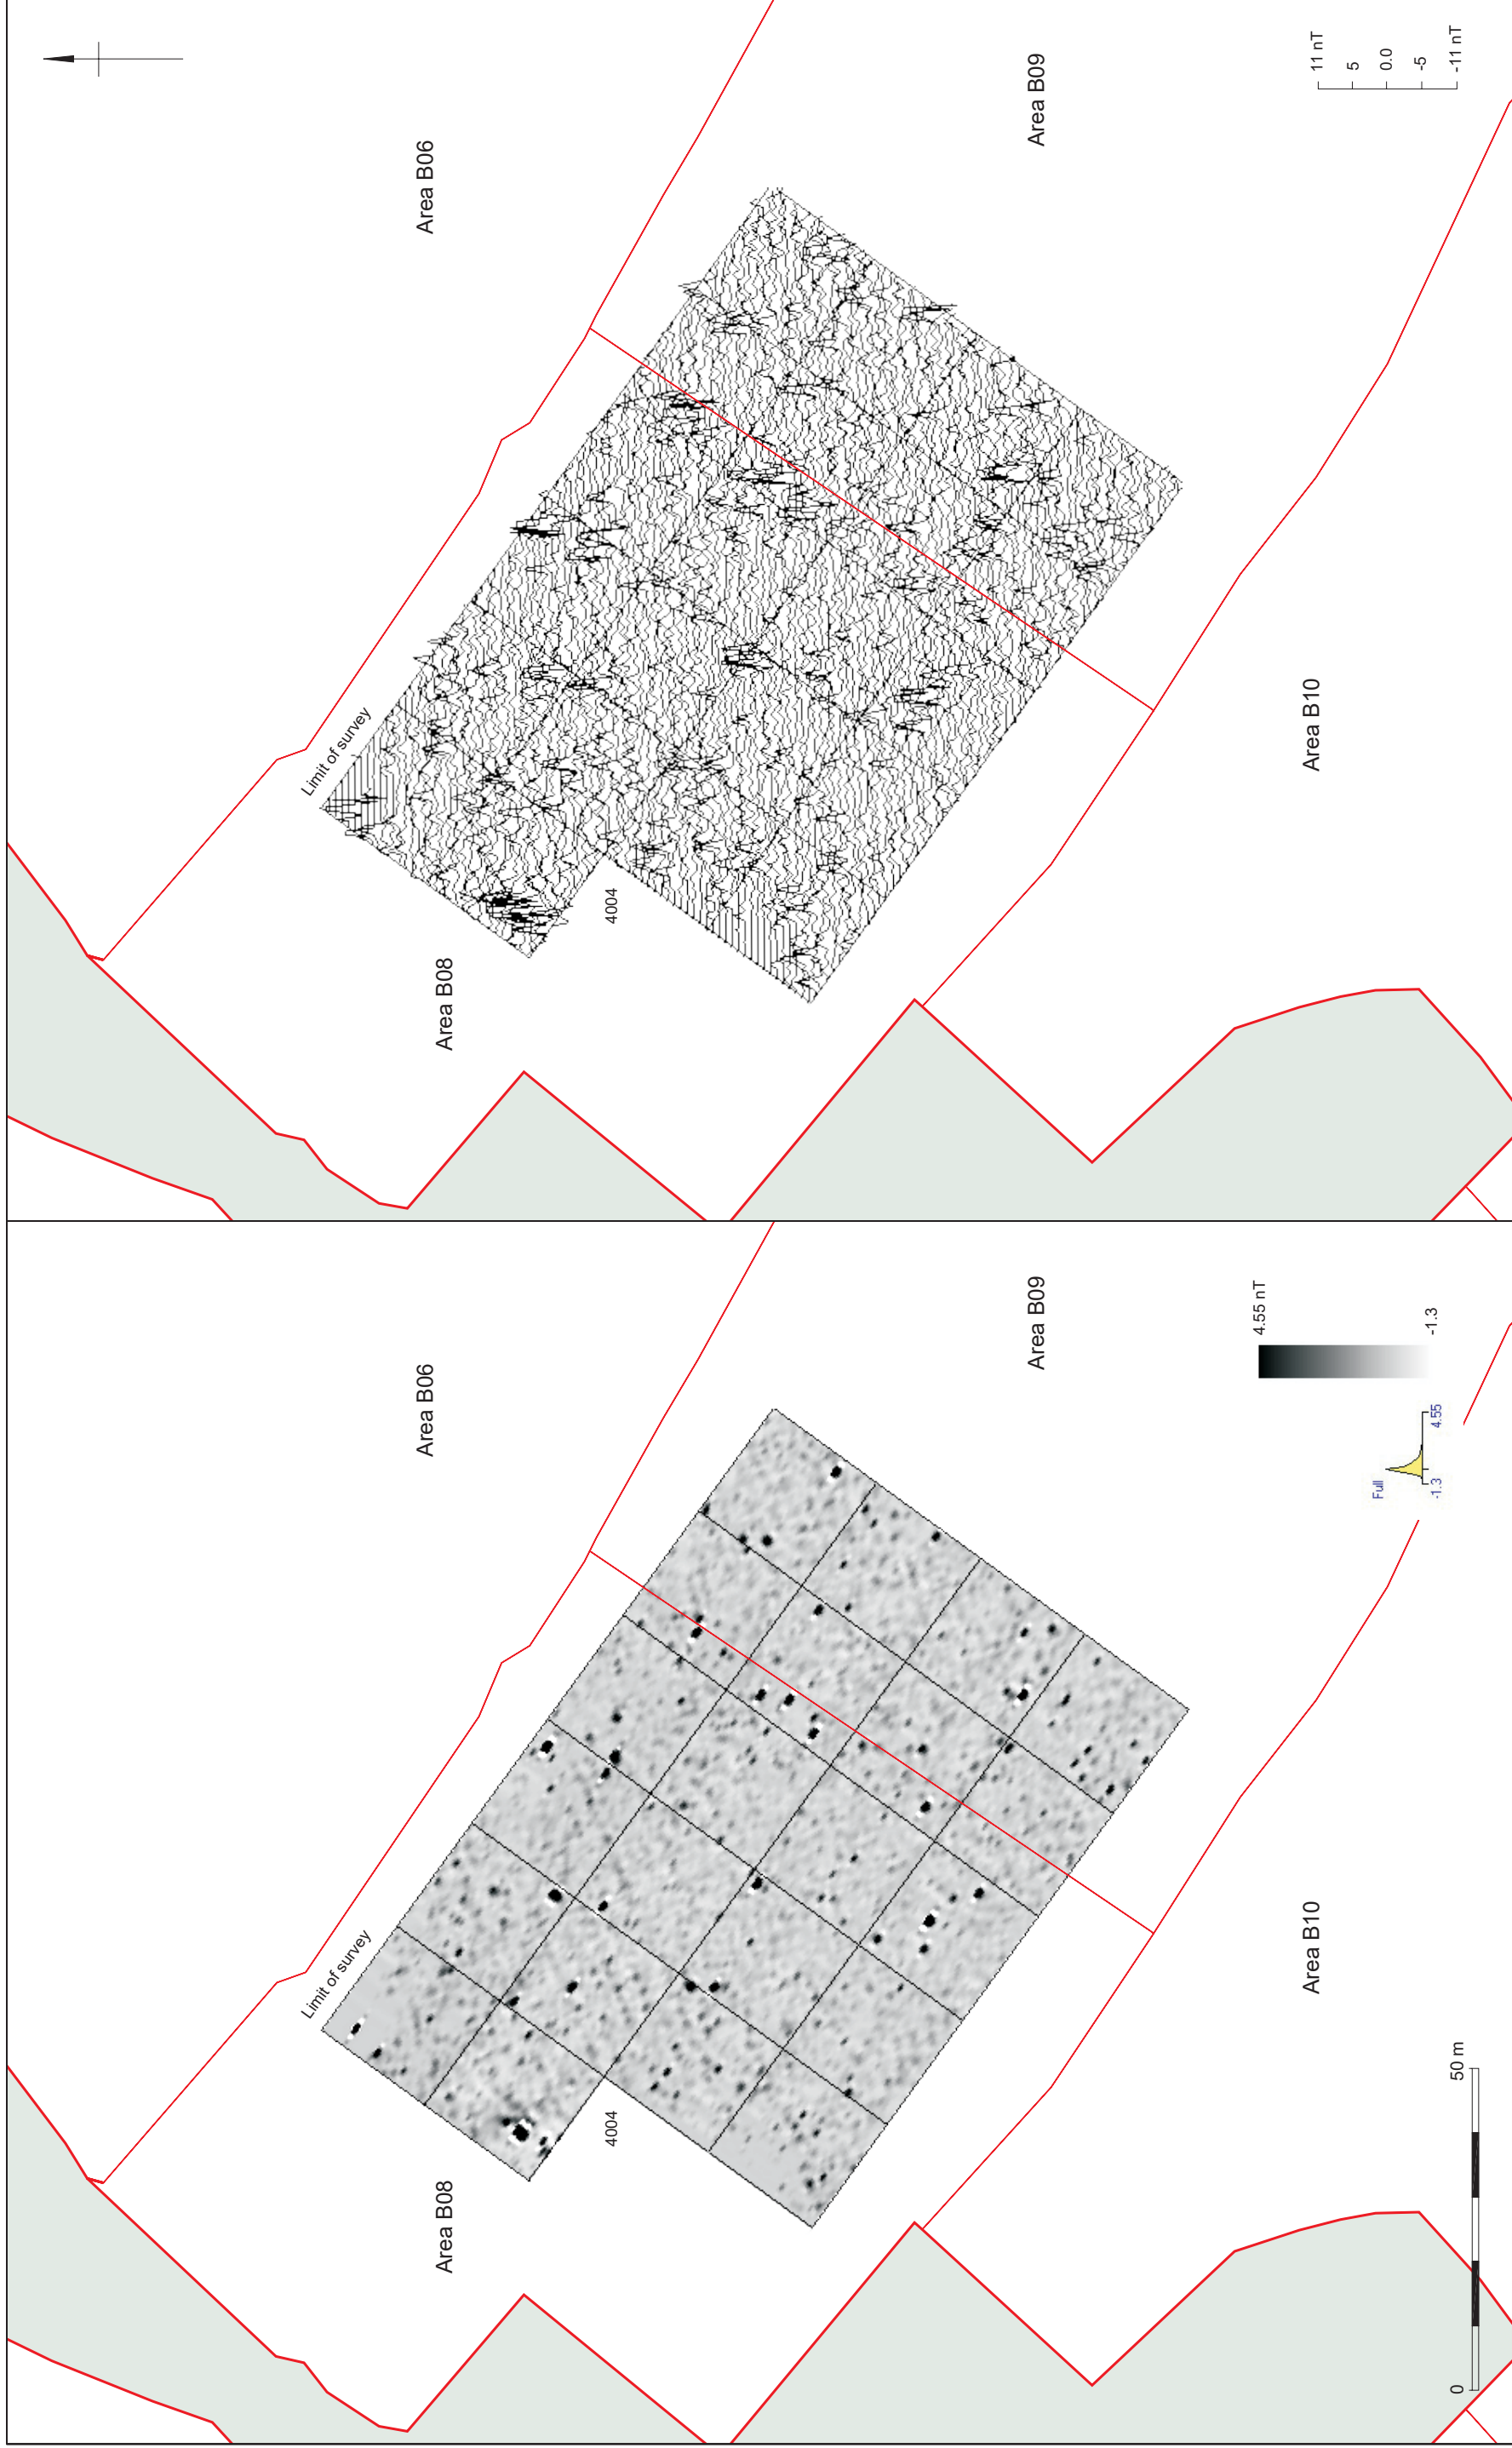 Area B06
Area B09
Limit of survey
4004
Area B08
Area B10
4.55 nT
-1.3
Full
-1.3
4.55
0
50 m
Area B06
Area B09
Limit of survey
4004
Area B08
Area B10
11 nT
5
0.0
-5
-11 nT